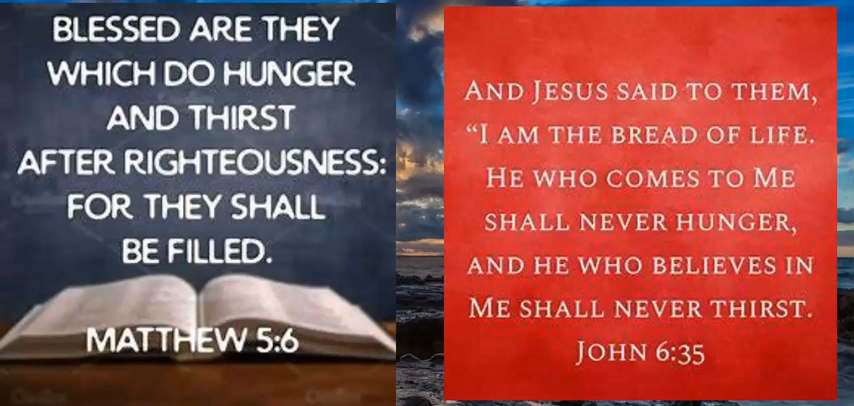 BLESSED ARE THEY
WHICH DO HUNGER
AND THIRST
AFTER RIGHTEOUSNESS:
FOR THEY SHALL
BE FILLED.
MATTHEW 5:6
AND JESUS SAID TO THEM,
“I AM THE BREAD OF LIFE.
HE WHO COMES TO ME
SHALL NEVER HUNGER,
AND HE WHO BELIEVES IN
ME SHALL NEVER THIRST.
JOHN 6:35